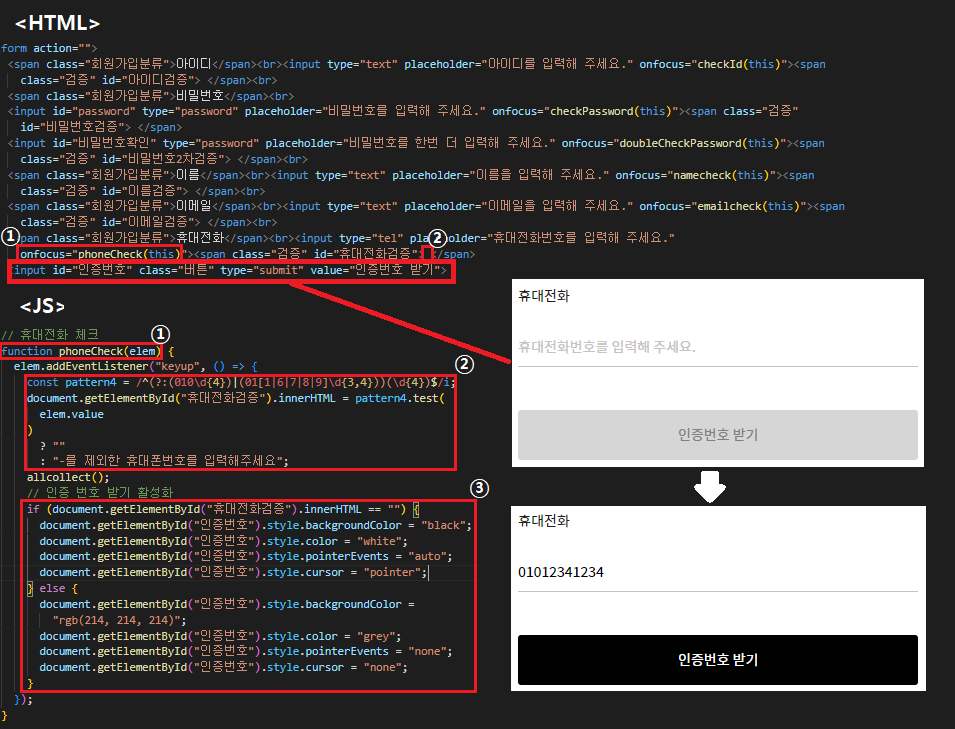 <HTML>
form action="">
<span class="회원가입분류">아이디</span><br><input type="text" placeholder="아이디를 입력해 주세요." onfocus="checkId(this)"><span
class="검증" id="아이디검증"> </span><br>
<span class="회원가입분류">비밀번호</span><br>
<input id="password" type="password" placeholder="비밀번호를 입력해 주세요." onfocus="checkPassword(this)"><span class="검증"
id="비밀번호검증"> </span>
<input id="비밀번호확인" type="password" placeholder="비밀번호를 한번 더 입력해 주세요." onfocus="doubleCheckPassword(this)"><span
class="검증" id="비밀번호2차검증"> </span><br>
<span class="회원가입분류">이름</span><br><input type="text" placeholder="이름을 입력해 주세요." onfocus="namecheck(this)"><span
class="검증" id="이름검증"> </span><br>
<span class="회원가입분류">이메일</span><br><input type="text" placeholder="이메일을 입력해 주세요." onfocus="emailcheck(this)"><span
class="검증" id="이메일검증"> </span><br>
① pan class="회원가입분류">휴대전화</span><br><input type="tel" pla ② older="휴대전화번호를 입력해 주세요."
onfocus="phoneCheck(this)"><span class="검증" id="휴대전화검증"> </span>
input id="인증번호" class="버튼" type="submit" value="인증번호 받기">
<JS>
// 휴대전화 체크 ①
function phoneCheck(elem) {
elem.addEventListener("keyup", () => { ②
const pattern4 = /^(?:(010\d{4})|(01[1|6|7|8|9]\d{3,4}))(\d{4})$/i;
document.getElementById("휴대전화검증").innerHTML = pattern4.test(
elem.value
)
? ""
: "-를 제외한 휴대폰번호를 입력해주세요";
allcollect();
// 인증 번호 받기 활성화 ③
if (document.getElementById("휴대전화검증").innerHTML == "") {
document.getElementById("인증번호").style.backgroundColor = "black";
document.getElementById("인증번호").style.color = "white";
document.getElementById("인증번호").style.pointerEvents = "auto";
document.getElementById("인증번호").style.cursor = "pointer";
} else {
document.getElementById("인증번호").style.backgroundColor =
"rgb(214, 214, 214)";
document.getElementById("인증번호").style.color = "grey";
document.getElementById("인증번호").style.pointerEvents = "none";
document.getElementById("인증번호").style.cursor = "none";
}
});
}
휴대전화
휴대전화번호를 입력해 주세요.
인증번호 받기
휴대전화
01012341234
인증번호 받기